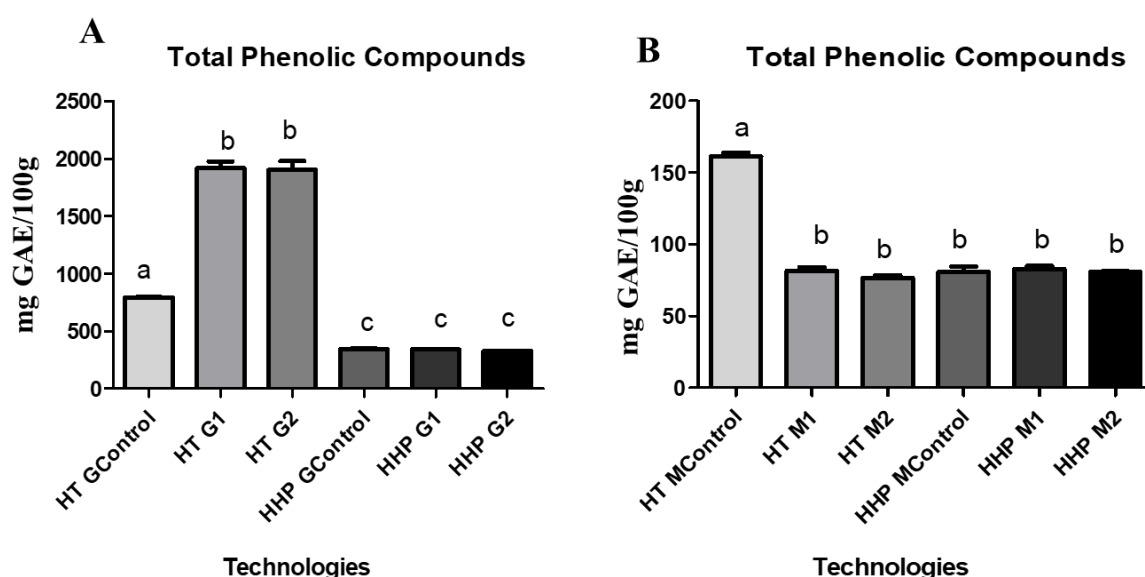 A
Total Phenolic Compounds
mg GAE/100g
2500
2000
1500
1000
500
0
a
b
b
c
c
c
HT GControl
HT G1
HT G2
HHP GControl
HHP G1
HHP G2
Technologies
B
Total Phenolic Compounds
mg GAE/100g
200
150
100
50
0
a
b
b
b
b
b
HT MControl
HT M1
HT M2
HHP MControl
HHP M1
HHP M2
Technologies